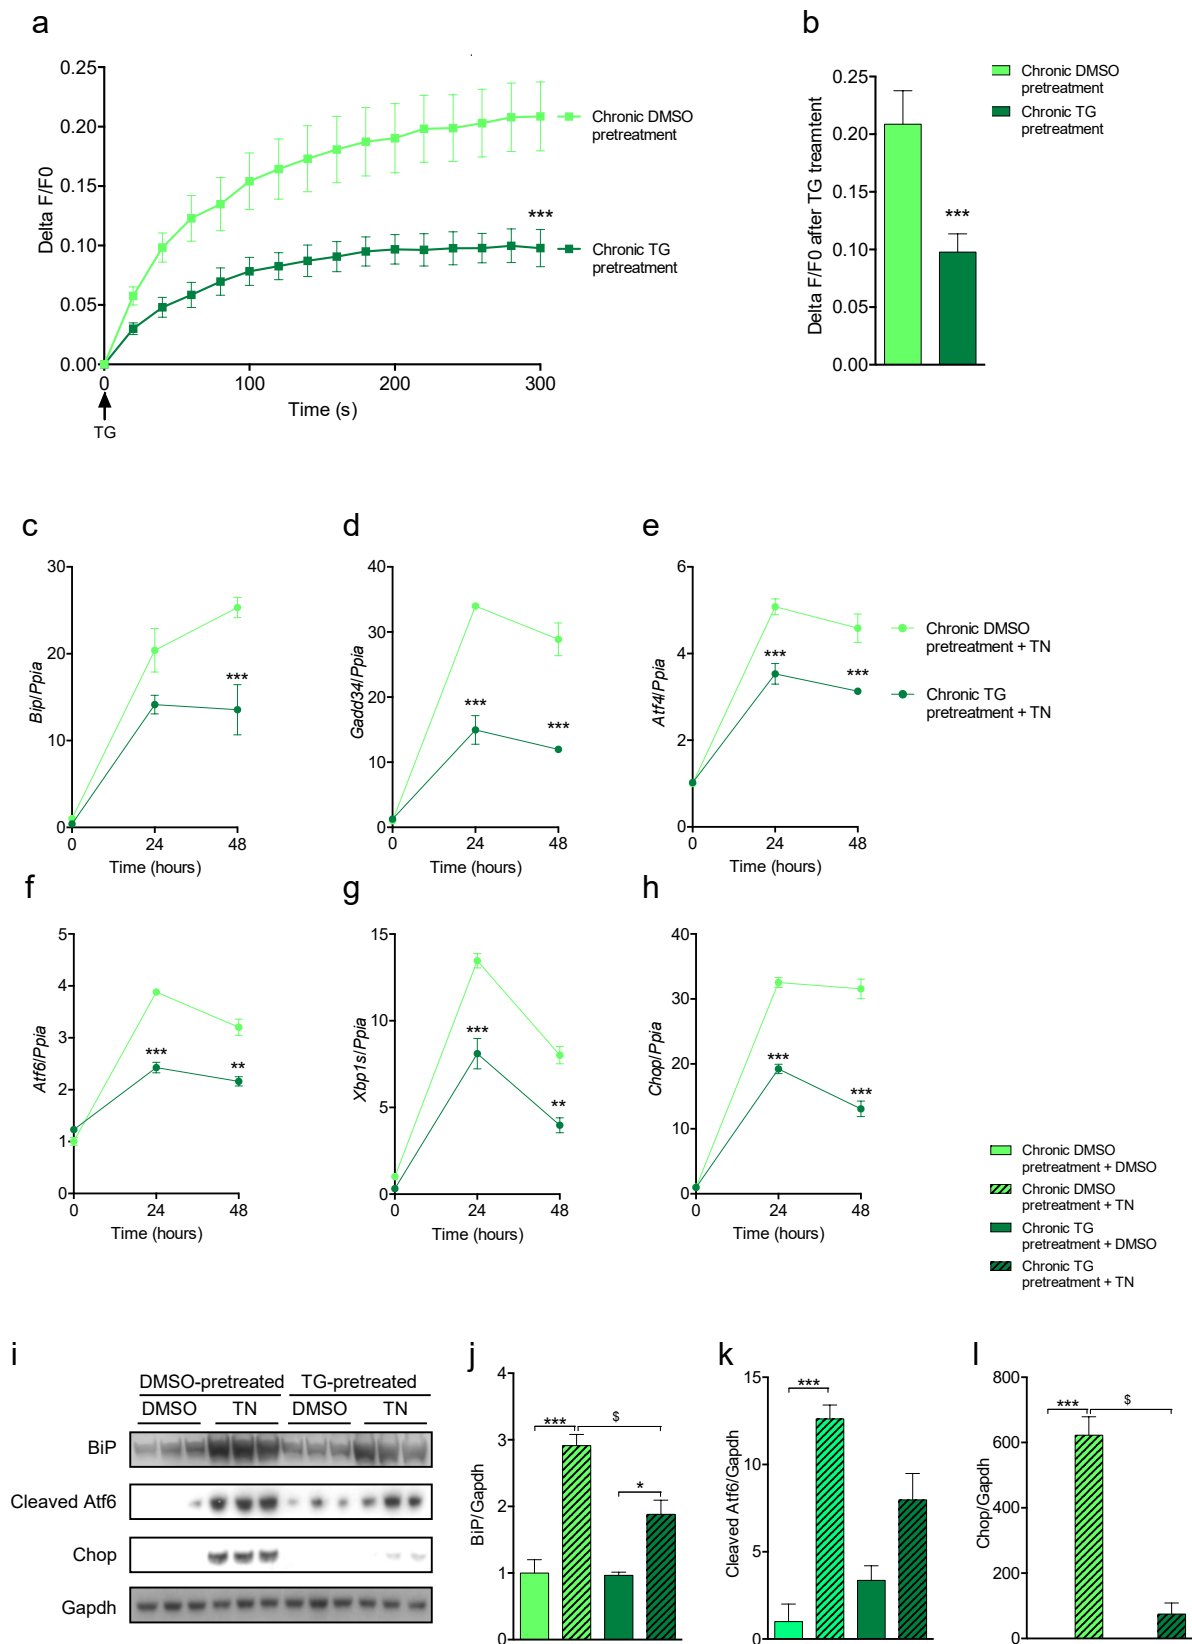 a
0.25
0.20
0.15
0.10
0.05
0.00
Delta F/F0
0
100
200
300
Time (s)
TG
***
Chronic DMSO
pretreatment
Chronic TG
pretreatment
b
0.25
0.20
0.15
0.10
0.05
0.00
Delta F/F0 after TG treamtent
***
Chronic DMSO
pretreatment
Chronic TG
pretreatment
c
30
20
10
0
Bip/Ppia
***
0
24
48
Time (hours)
d
40
30
20
10
0
Gadd34/Ppia
***
***
0
24
48
Time (hours)
e
6
4
2
0
Atf4/Ppia
***
***
0
24
48
Time (hours)
Chronic DMSO
pretreatment + TN
Chronic TG
pretreatment + TN
f
5
4
3
2
1
0
Atf6/Ppia
***
**
0
24
48
Time (hours)
g
15
10
5
0
Xbp1s/Ppia
***
**
0
24
48
Time (hours)
h
40
30
20
10
0
Chop/Ppia
***
***
0
24
48
Time (hours)
Chronic DMSO
pretreatment + DMSO
Chronic DMSO
pretreatment + TN
Chronic TG
pretreatment + DMSO
Chronic TG
pretreatment + TN
i
DMSO-pretreated TG-pretreated
DMSO TN DMSO TN
BiP
Cleaved Atf6
Chop
Gapdh
j
4
3
2
1
0
BiP/Gapdh
***
$
*
k
15
10
5
0
Cleaved Atf6/Gapdh
***
l
800
600
400
200
0
Chop/Gapdh
***
$